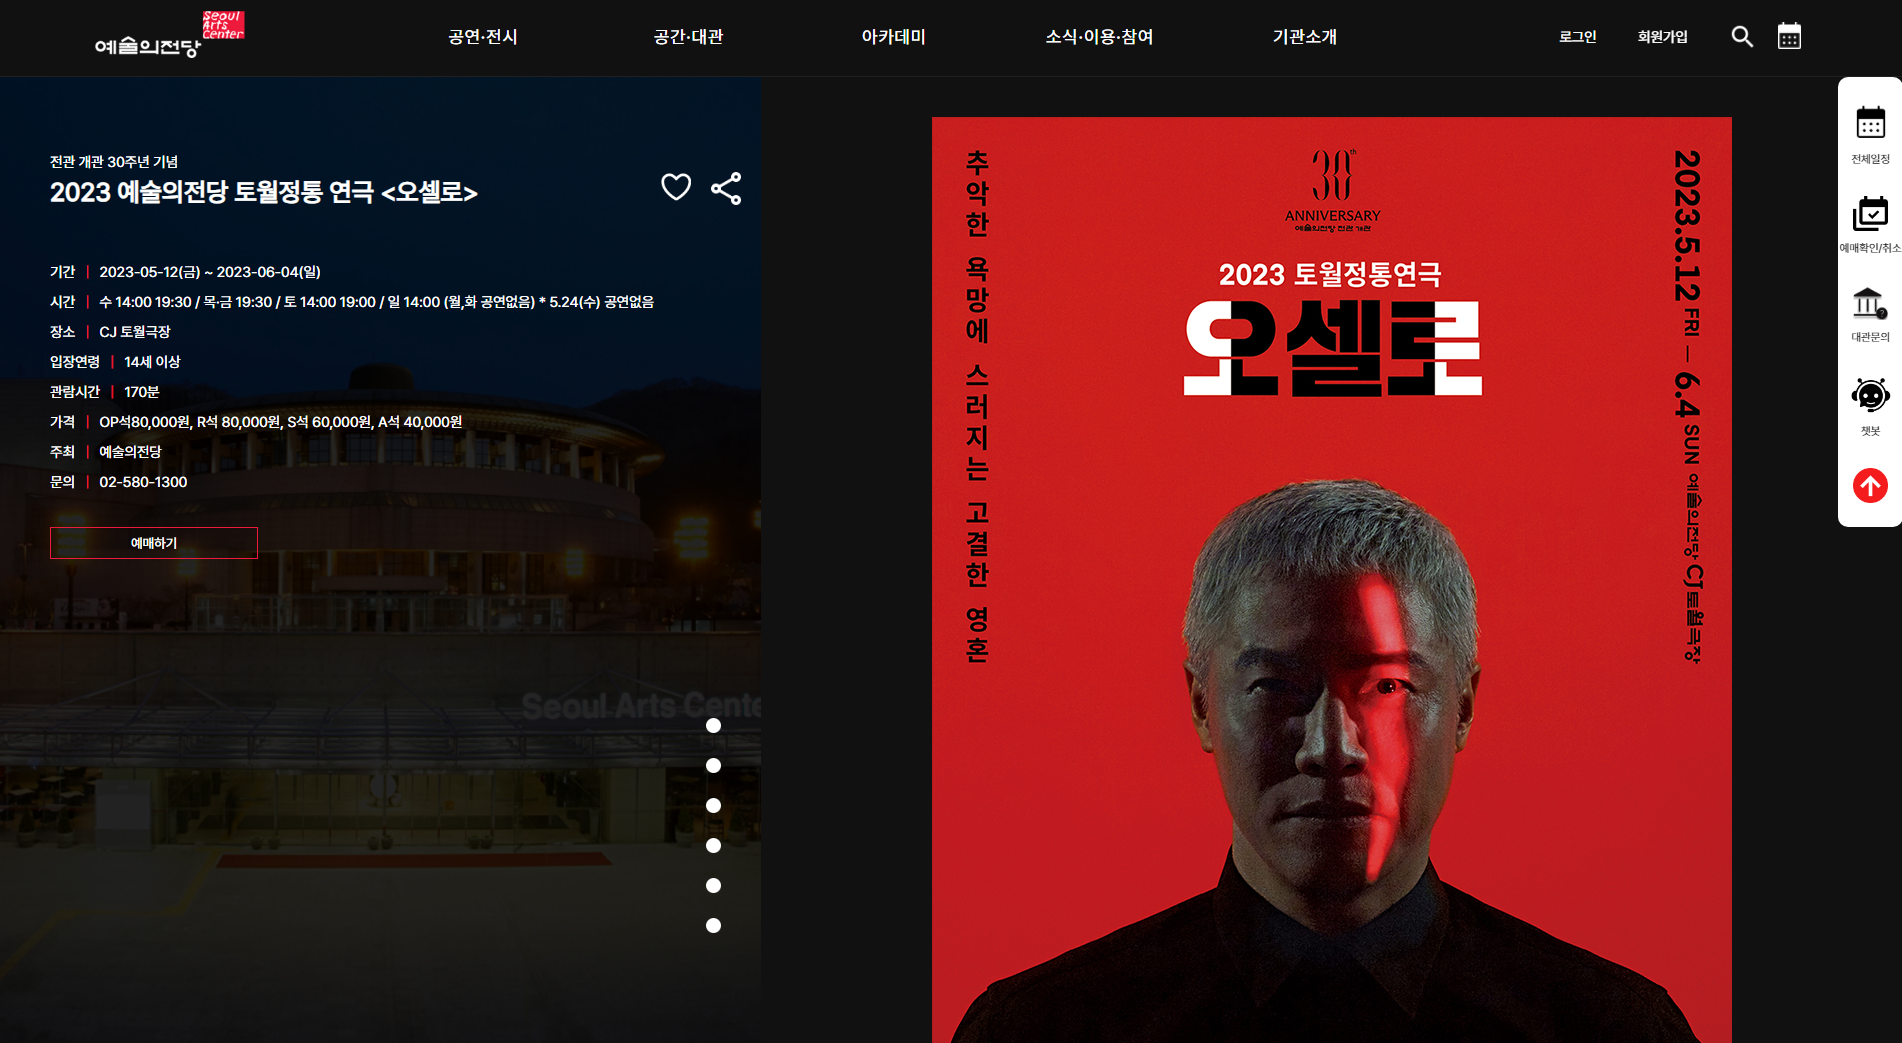 예술의전당
Seoul
Arts
Center
공연·전시
공간·대관
아카데미
소식·이용·참여
기관소개
로그인
회원가입
전관 개관 30주년 기념
2023 예술의전당 토월정통 연극 <오셀로>
기간 | 2023-05-12(금) ~ 2023-06-04(일)
시간 | 수 14:00 19:30 / 목·금 19:30 / 토 14:00 19:00 / 일 14:00 (월,화 공연없음) * 5.24(수) 공연없음
장소 | CJ 토월극장
입장연령 | 14세 이상
관람시간 | 170분
가격 | OP석80,000원, R석 80,000원, S석 60,000원, A석 40,000원
주최 | 예술의전당
문의 | 02-580-1300
예매하기
Seoul Arts Cente
추악한 욕망에 스러지는 고결한 영혼
30th
ANNIVERSARY
예술의전당 전관 개관
2023 토월정통연극
오셀로
2023.5.12 FRI — 6.4 SUN 예술의전당 CJ 토월극장
전체일정
예매확인/취소
?
대관문의
챗봇